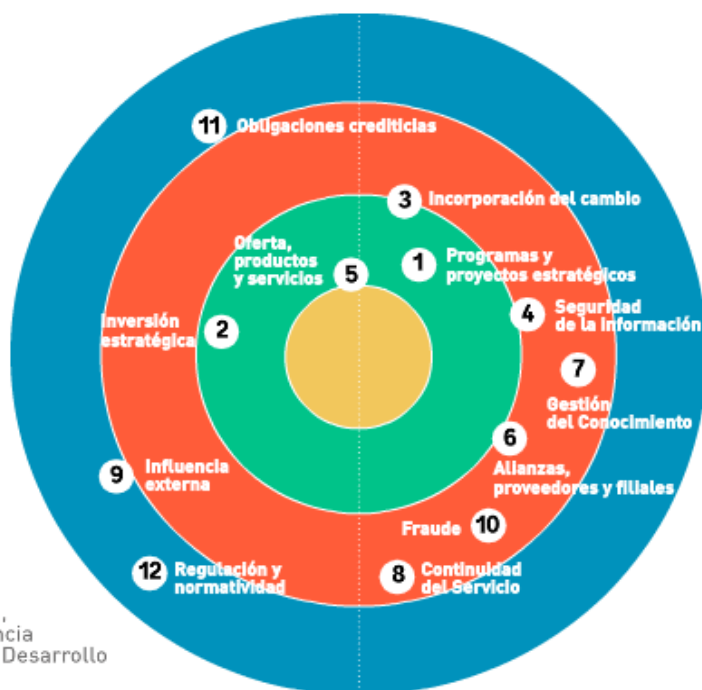 11 Obligaciones crediticias
3 Incorporación del cambio
Oferta,
productos
y servicios
5
1 Programas y
proyectos estratégicos
Inversión
estratégica
2
4 Seguridad
de la Información
7
Gestión
del Conocimiento
6
Alianzas,
proveedores y filiales
9 Influencia
externa
Fraude 10
12 Regulación y
normatividad
8 Continuidad
del Servicio
Desarrollo